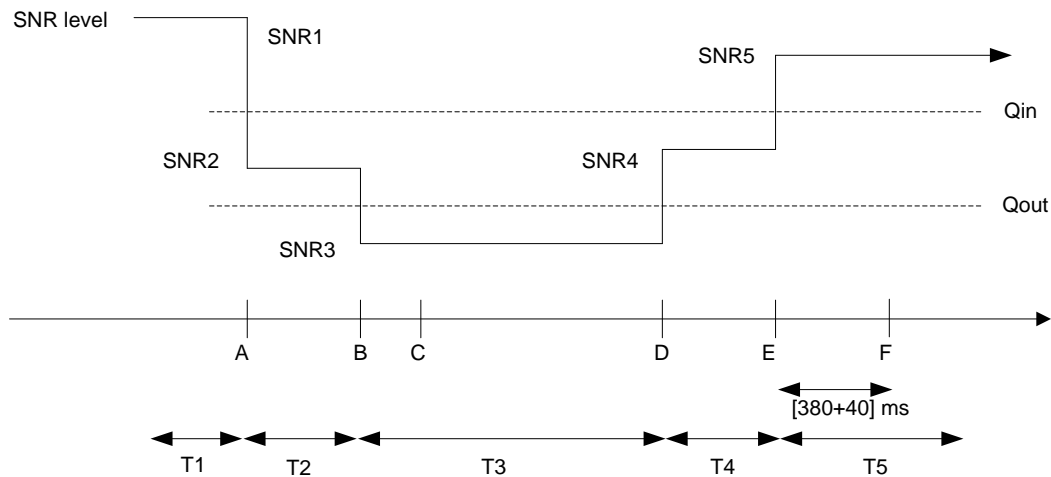 SNR level
SNR1
SNR5
Qin
SNR2
SNR4
Qout
SNR3
A B C D E F
[380+40] ms
T1 T2 T3 T4 T5